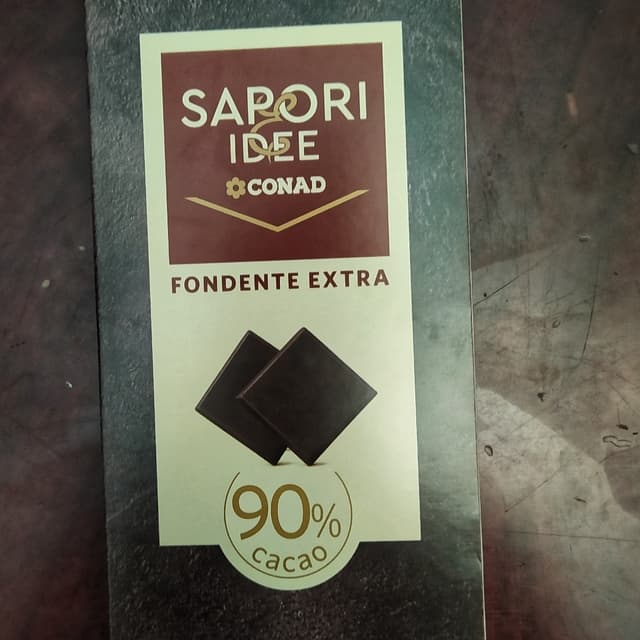 SAPORI
&
IDEE
CONAD
FONDENTE EXTRA
90%
cacao